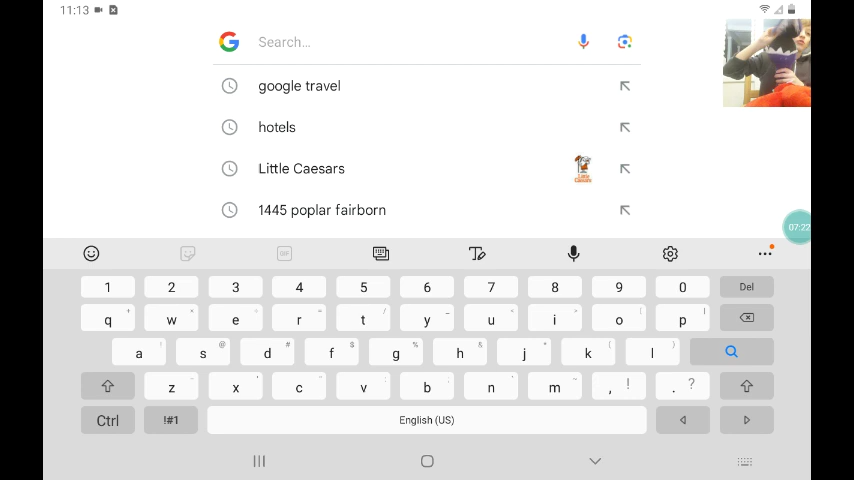 11:13
Search...
google travel
hotels
Little Caesars
1445 poplar fairborn
07:22
GIF
1 2 3 4 5 6 7 8 9 0 Del
q w e r t y u i o p
a s d f g h j k l
z x c v b n m , ! . ?
Ctrl !#1 English (US)